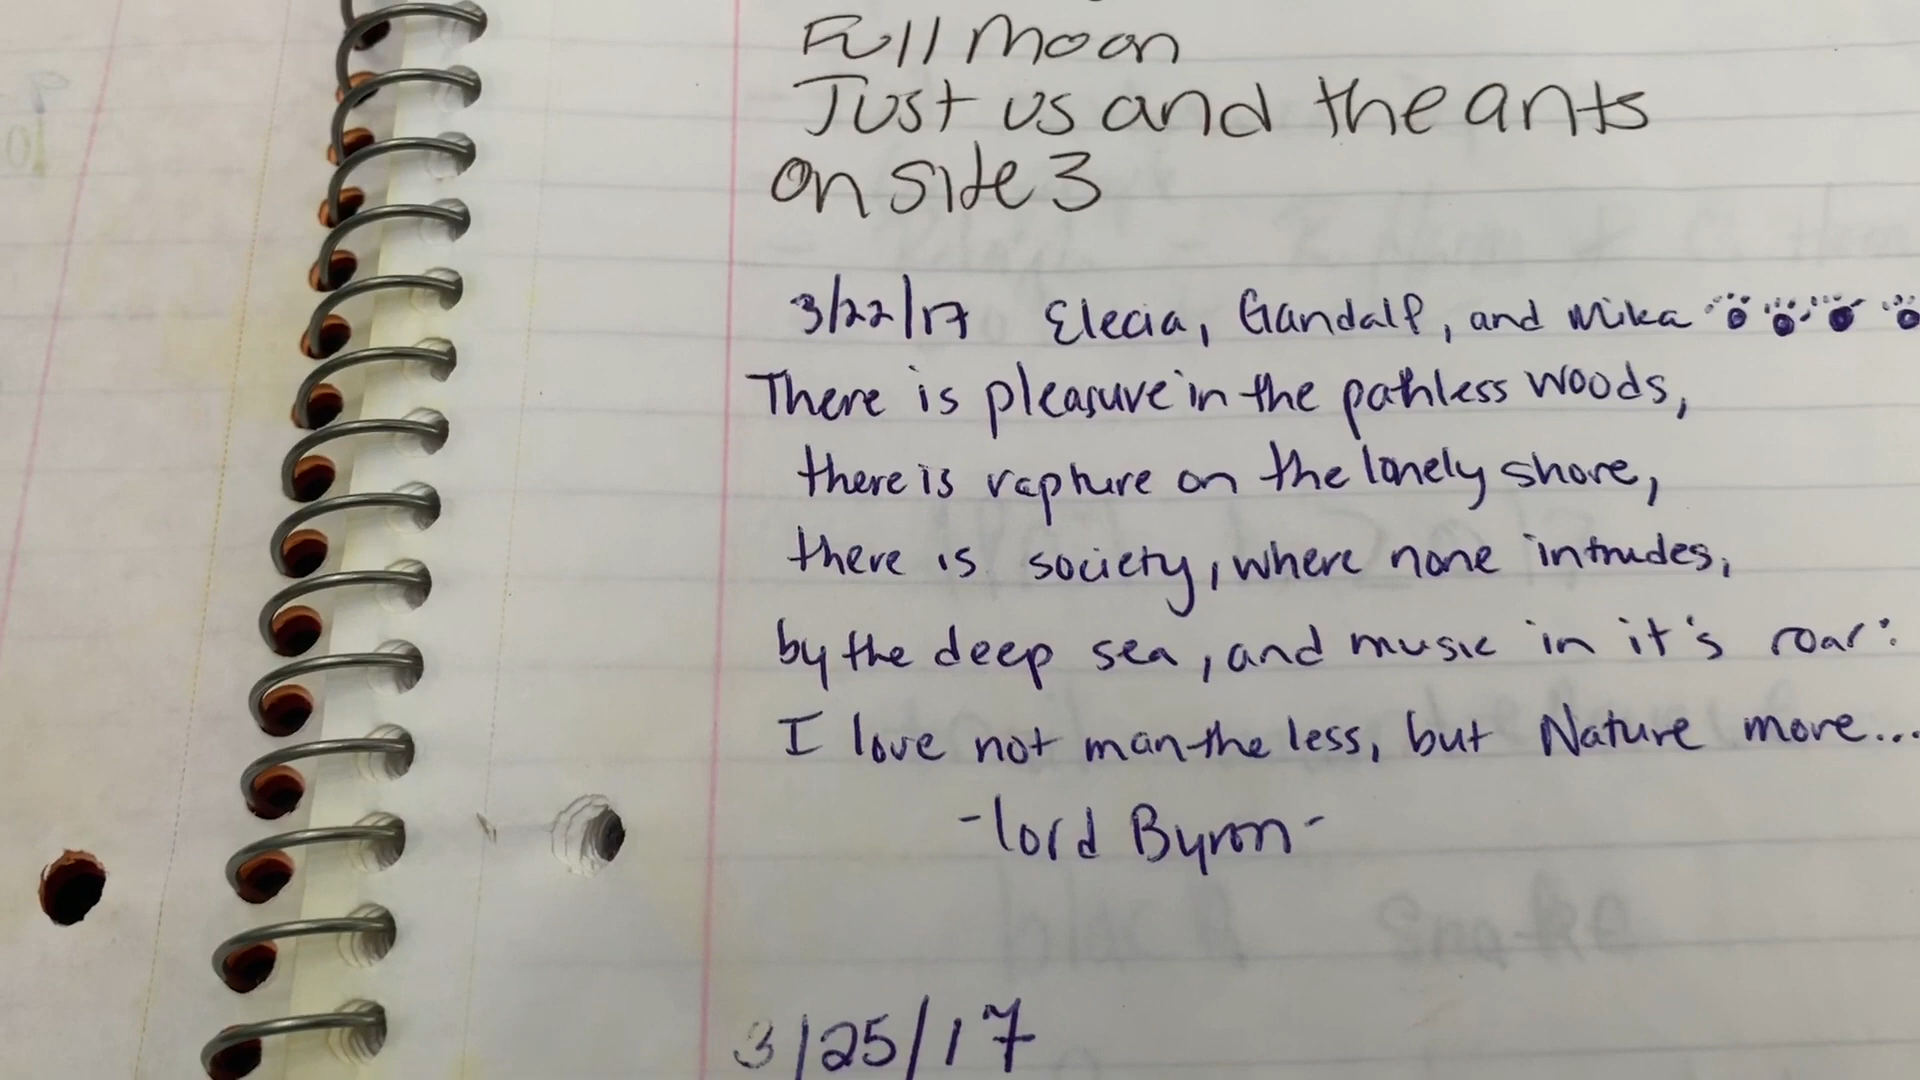 Full Moon
Just us and the ants
on site 3
3/22/17 Elecia, Gandalf, and Mika
There is pleasure in the pathless woods,
there is rapture on the lonely shore,
there is society, where none intrudes,
by the deep sea, and music in it's roar:
I love not man the less, but Nature more...
-lord Byron-
3/25/17